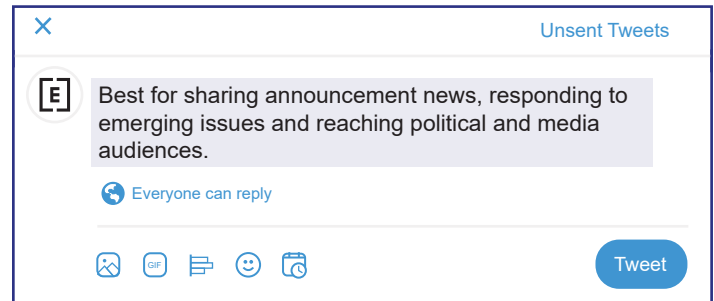 Unsent Tweets
[E]
Best for sharing announcement news, responding to
emerging issues and reaching political and media
audiences.
Everyone can reply
GIF
Tweet